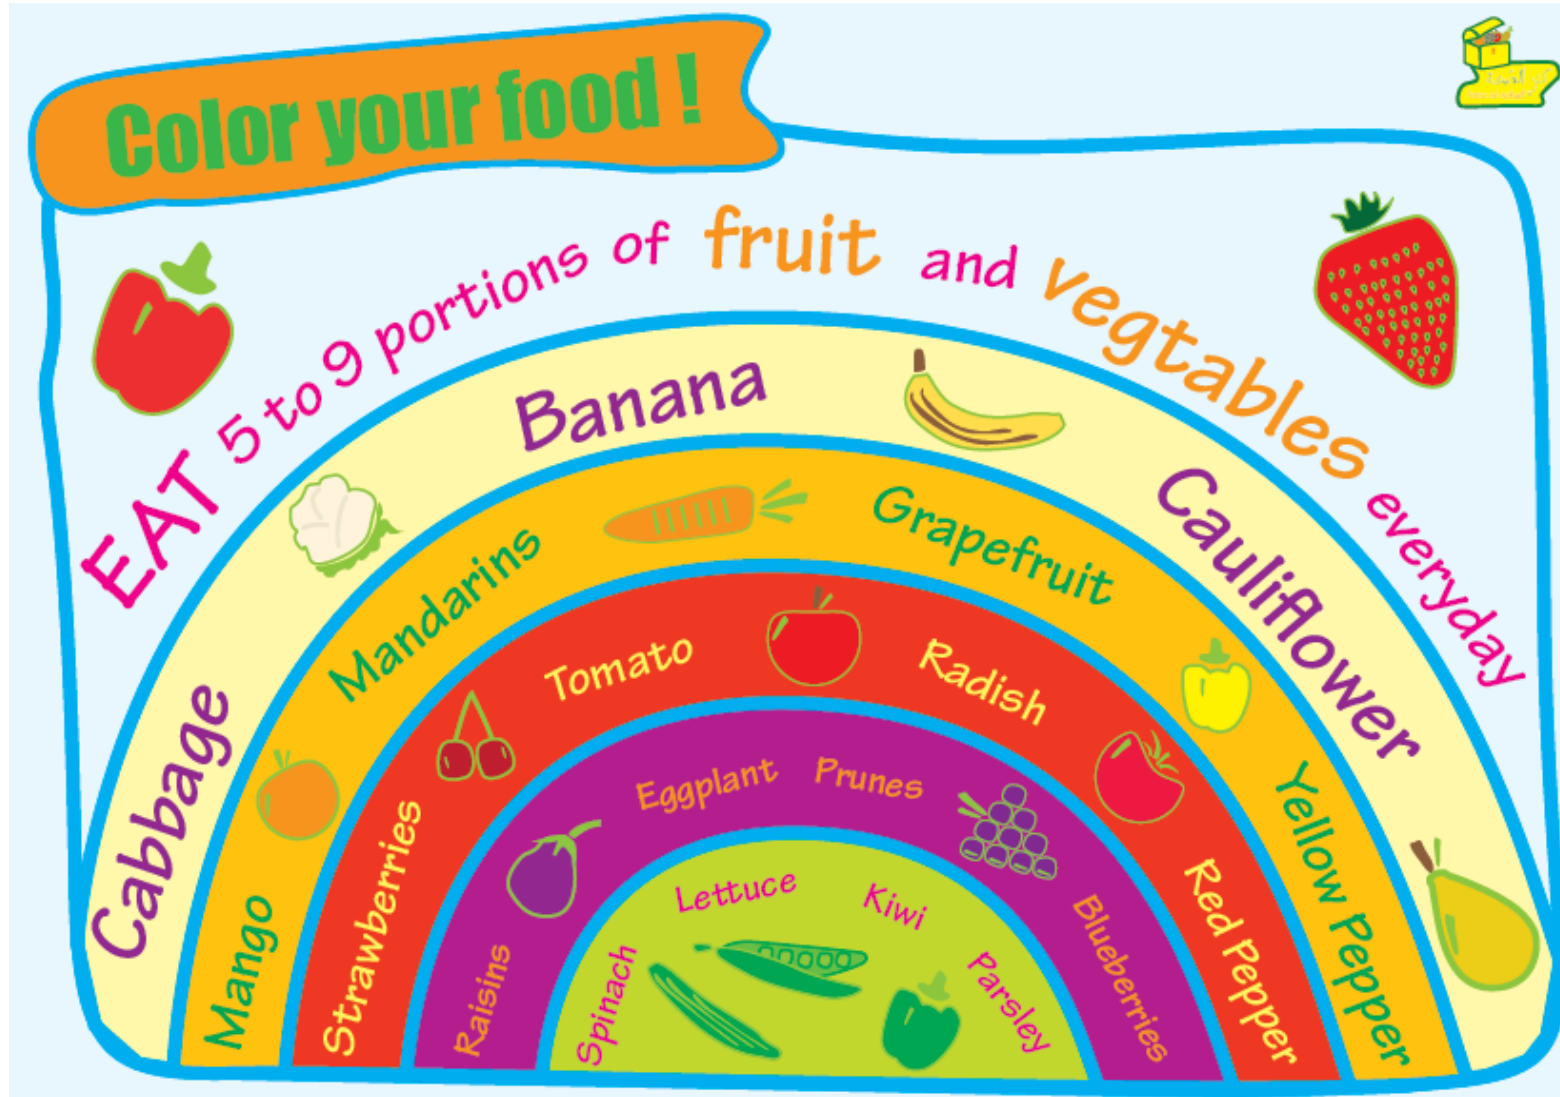 Color your food !
EAT 5 to 9 portions of fruit and vegtables everyday
Cabbage Banana Cauliflower
Mango Mandarins Grapefruit Yellow Pepper
Strawberries Tomato Radish Red Pepper
Raisins Eggplant Prunes Blueberries
Spinach Lettuce Kiwi Parsley